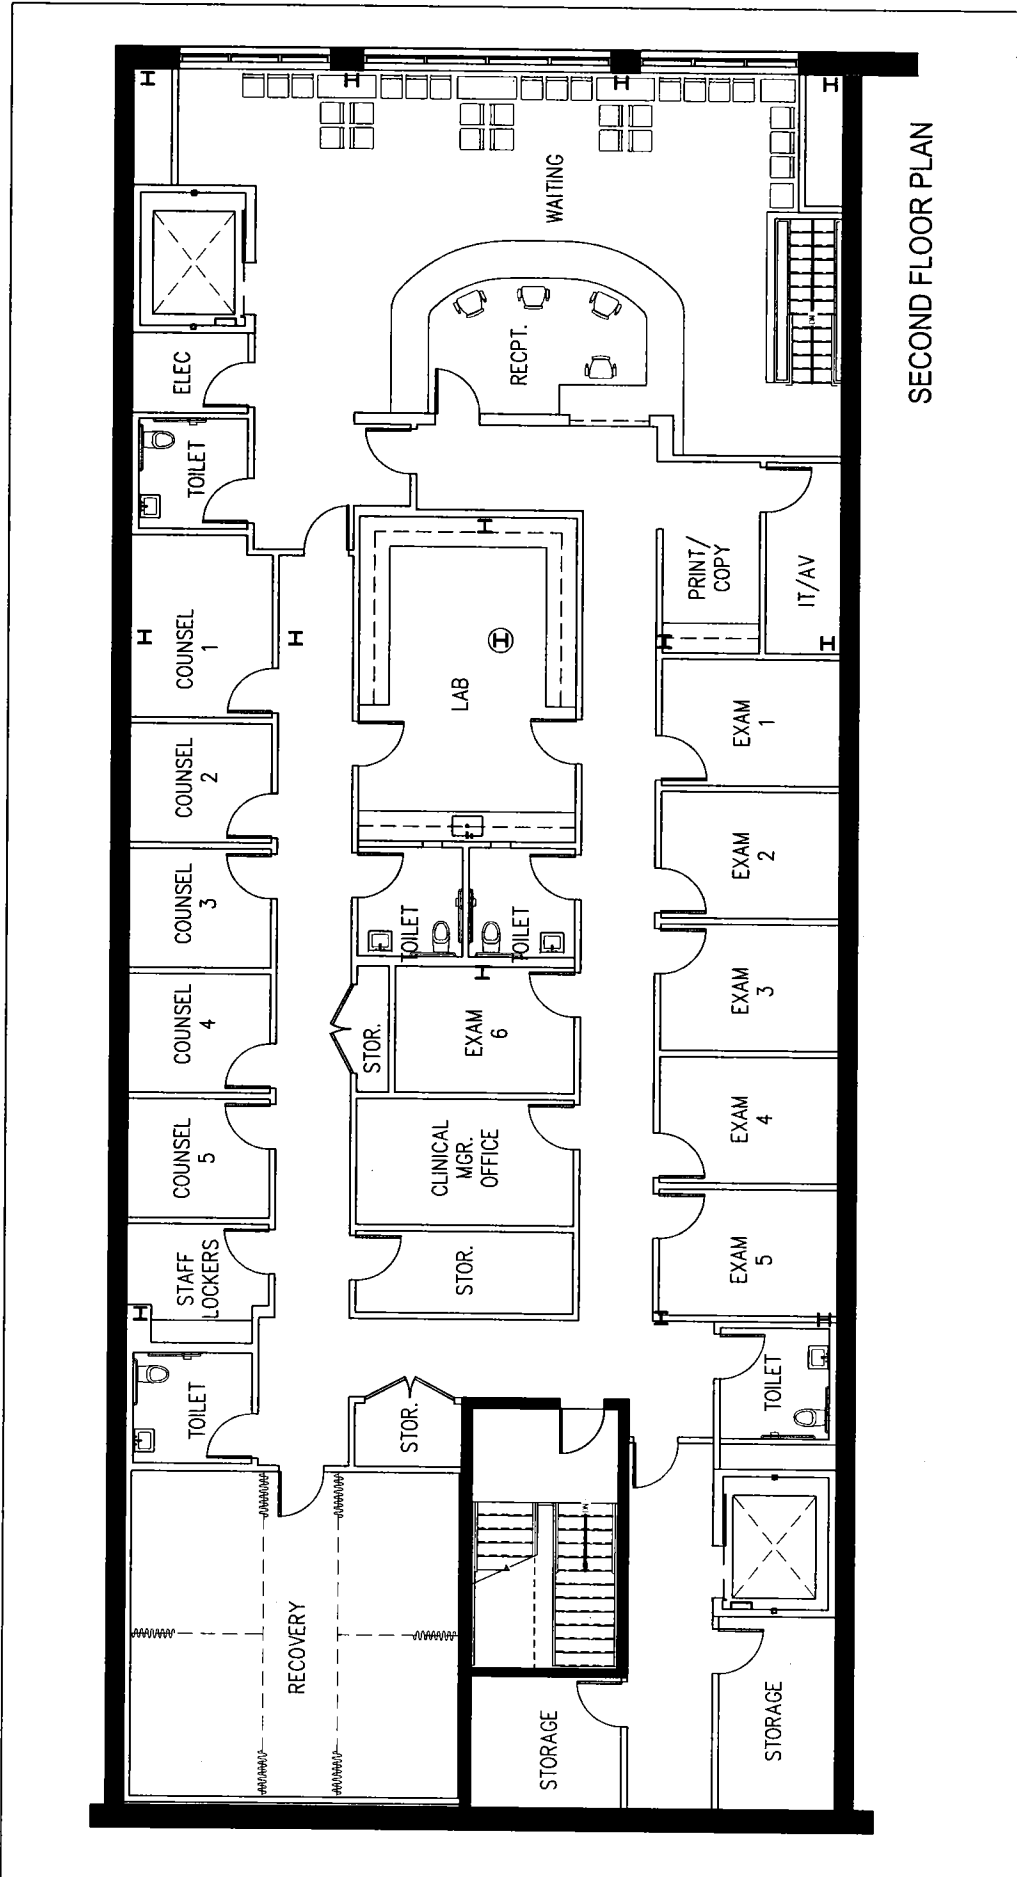 SECOND FLOOR PLAN
WAITING
RECPT.
ELEC
TOILET
COUNSEL
1
COUNSEL
2
COUNSEL
3
COUNSEL
4
COUNSEL
5
STAFF
LOCKERS
TOILET
RECOVERY
LAB
TOILET
TOILET
STOR.
EXAM
6
CLINICAL
MGR.
OFFICE
STOR.
STOR.
PRINT/
COPY
IT/AV
EXAM
1
EXAM
2
EXAM
3
EXAM
4
EXAM
5
TOILET
STORAGE
STORAGE